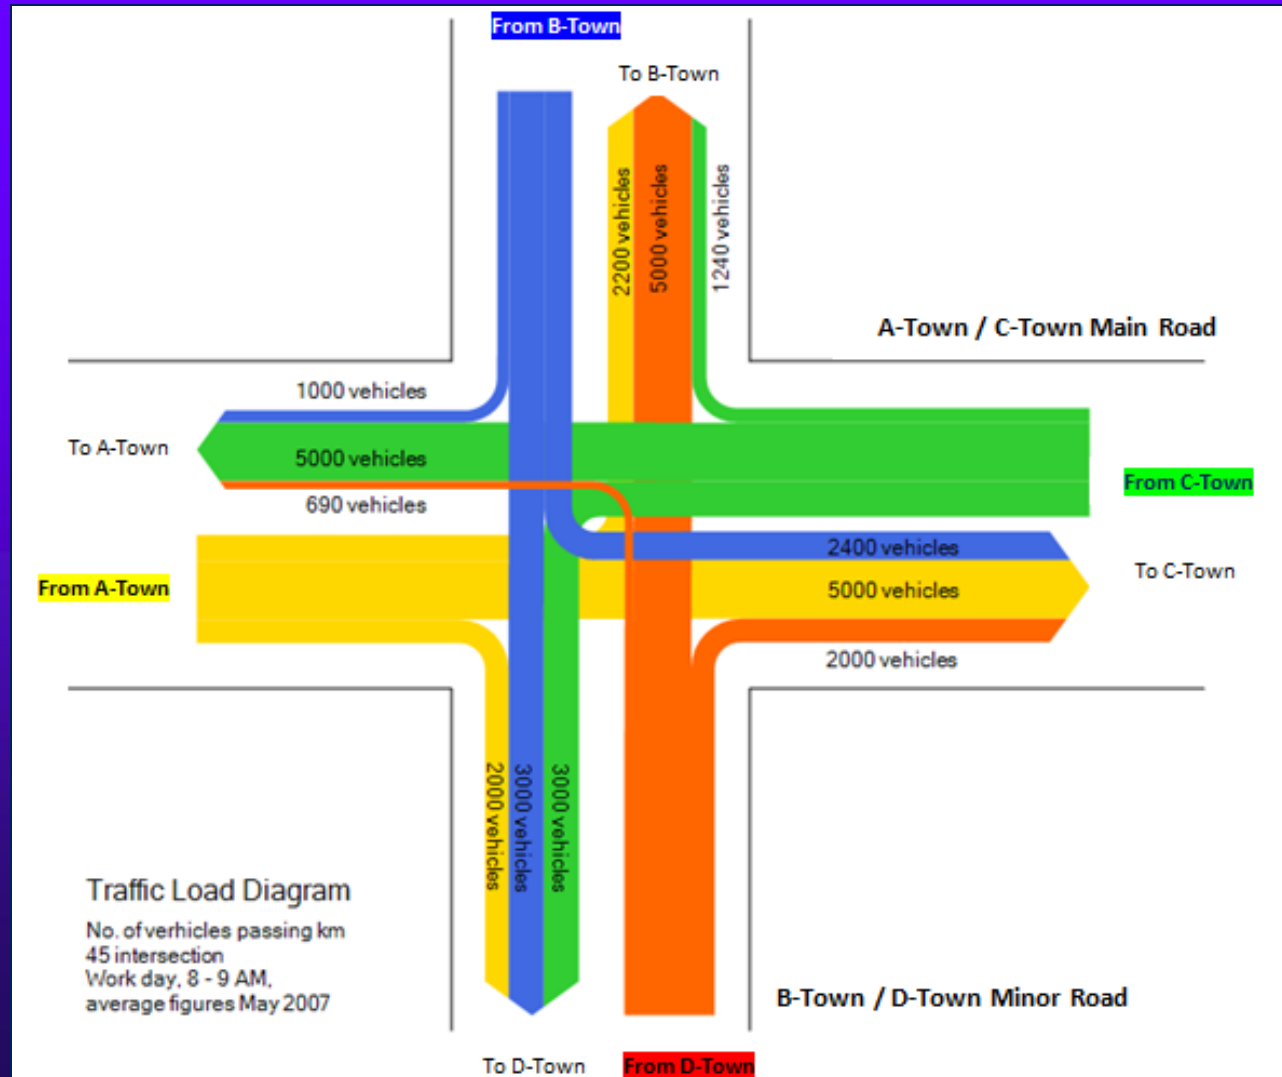 From B-Town
To B-Town
2200 vehicles
5000 vehicles
1240 vehicles
A-Town / C-Town Main Road
1000 vehicles
To A-Town
5000 vehicles
From C-Town
690 vehicles
2400 vehicles
To C-Town
From A-Town
5000 vehicles
2000 vehicles
2000 vehicles
3000 vehicles
3000 vehicles
Traffic Load Diagram
No. of verhicles passing km
45 intersection
Work day, 8 - 9 AM,
average figures May 2007
B-Town / D-Town Minor Road
To D-Town
From D-Town